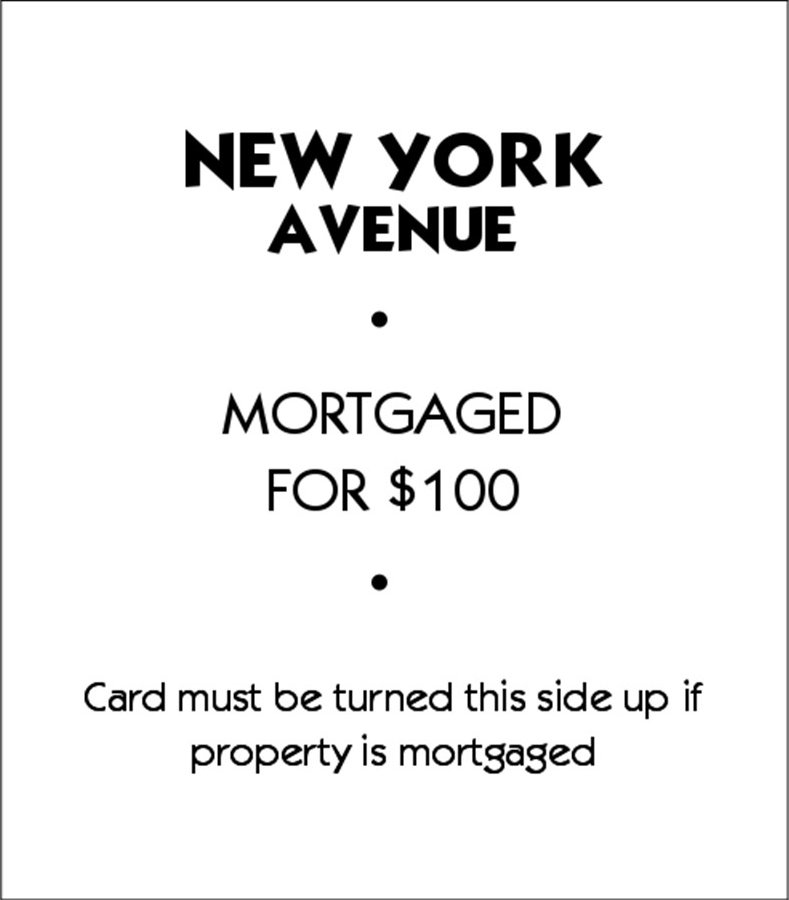 NEW YORK
AVENUE
•
MORTGAGED
FOR $100
•
Card must be turned this side up if
property is mortgaged